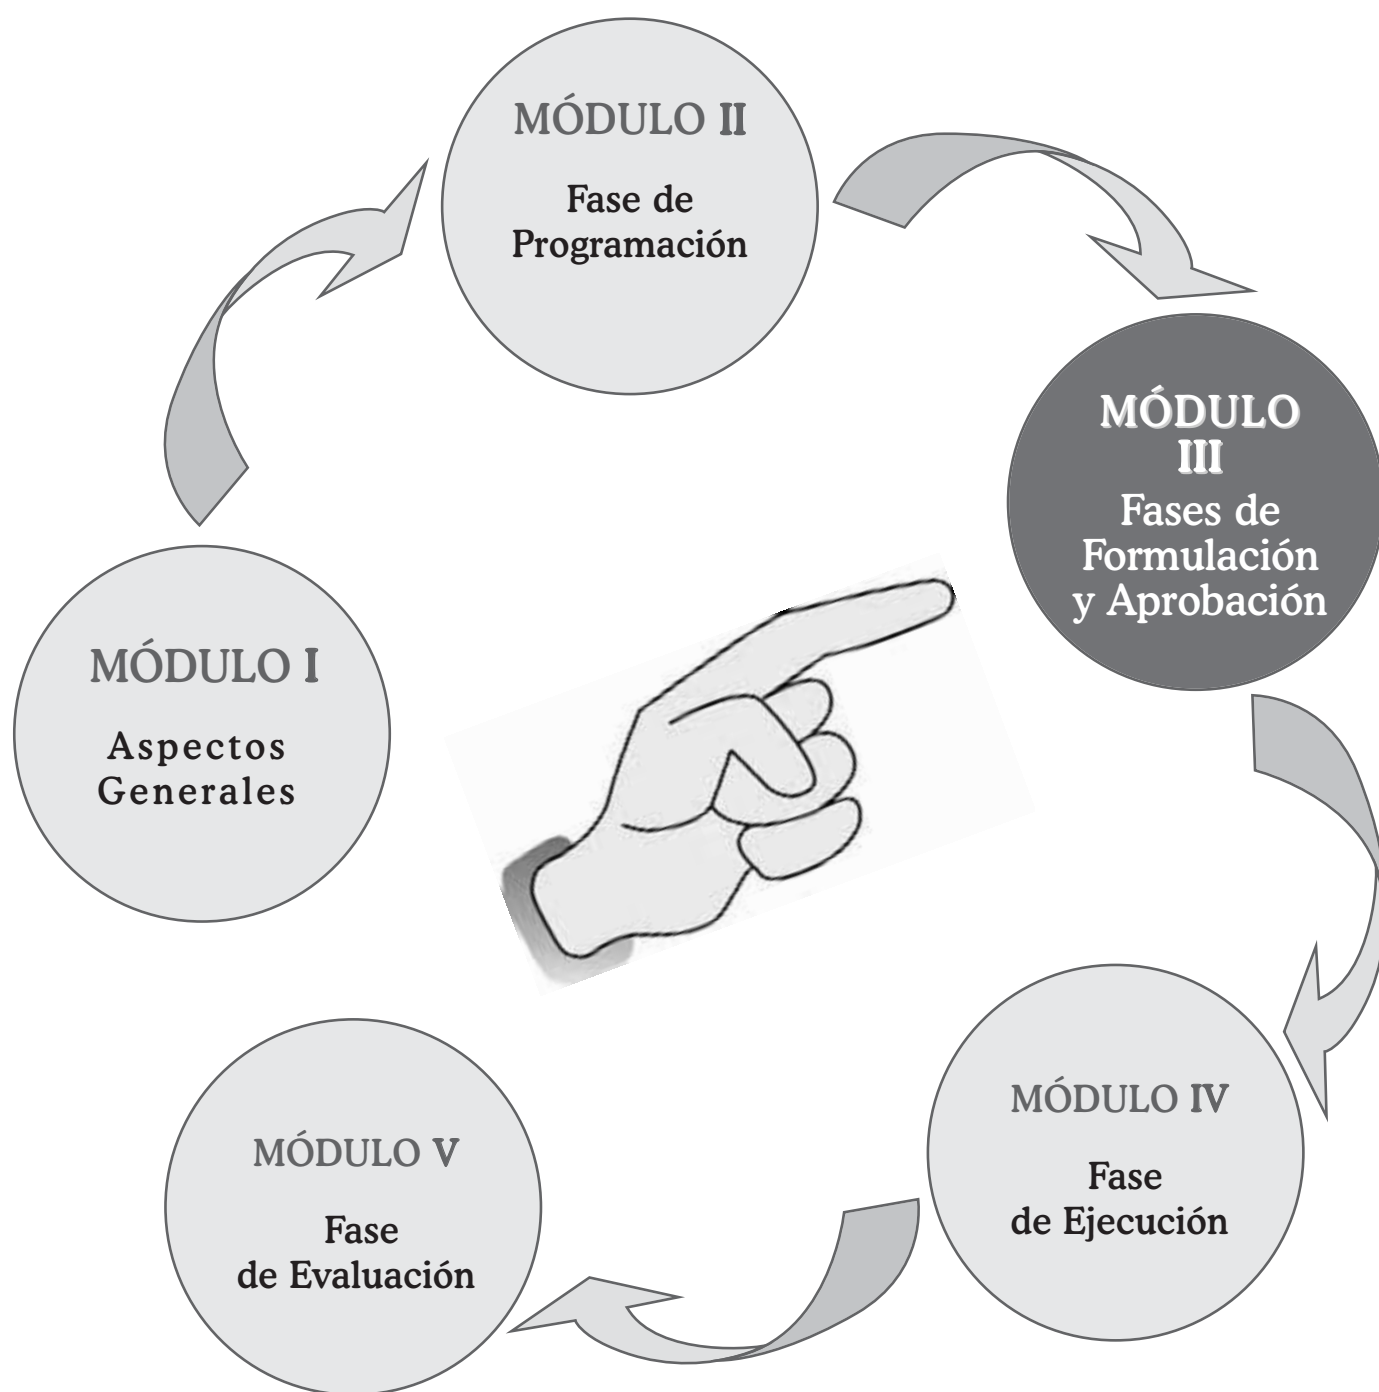 MÓDULO I
Aspectos
Generales
MÓDULO II
Fase de
Programación
MÓDULO
III
Fases de
Formulación
y Aprobación
MÓDULO IV
Fase
de Ejecución
MÓDULO V
Fase
de Evaluación